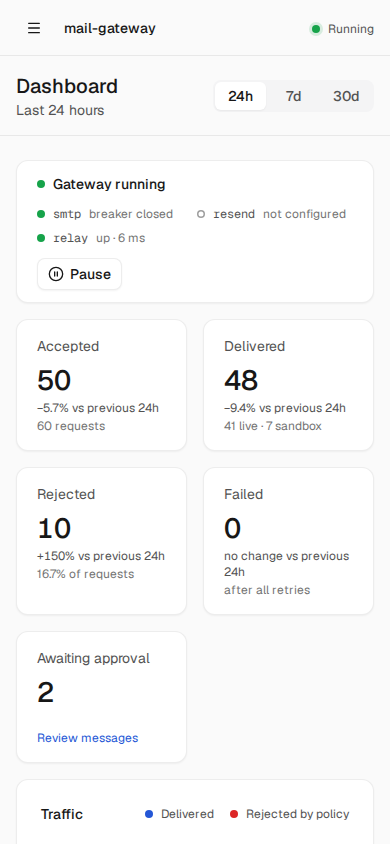 mail-gateway
Running
Dashboard
Last 24 hours
24h 7d 30d
Gateway running
smtp breaker closed resend not configured
relay up · 6 ms
Pause
Accepted
50
−5.7% vs previous 24h
60 requests
Delivered
48
−9.4% vs previous 24h
41 live · 7 sandbox
Rejected
10
+150% vs previous 24h
16.7% of requests
Failed
0
no change vs previous
24h
after all retries
Awaiting approval
2
Review messages
Traffic
Delivered
Rejected by policy